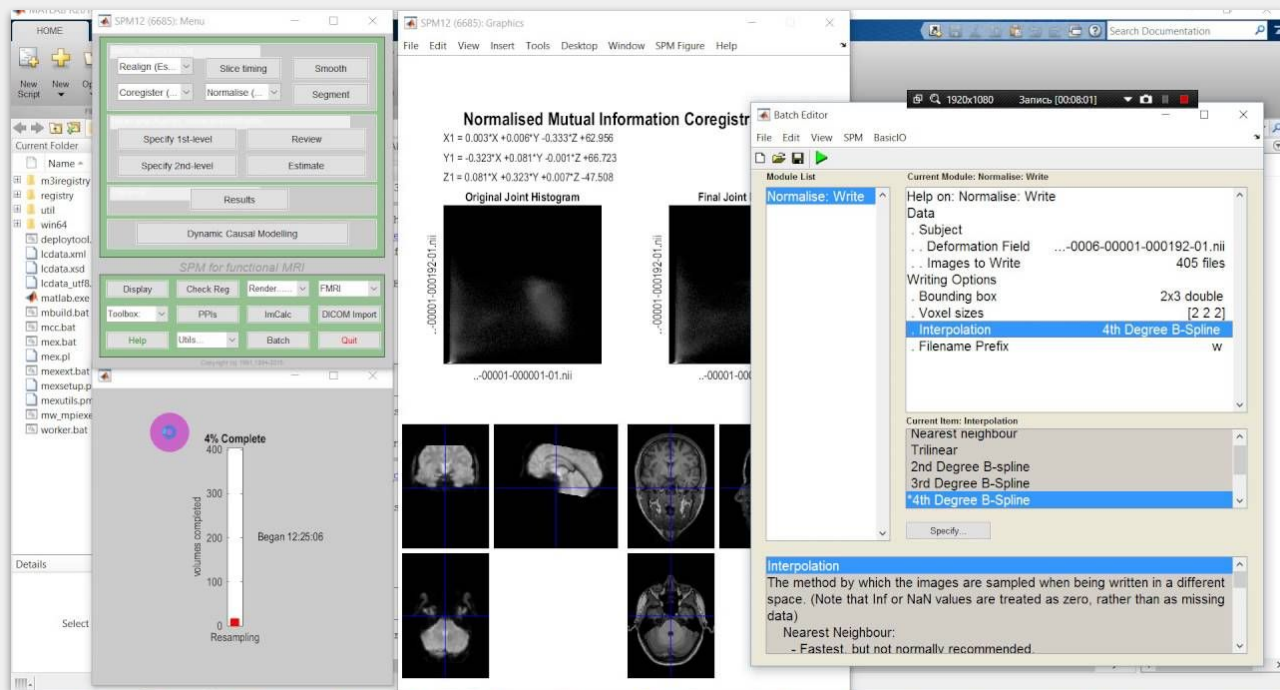 HOME
New
Script
New
Current Folder
Name
m3iregistry
registry
util
win64
deploytool.
lcdata.xml
lcdata.xsd
lcdata_utf8.
matlab.exe
mbuild.bat
mcc.bat
mex.bat
mex.pl
mexext.bat
mexsetup.p
mexutils.pm
mw_mpiexe
worker.bat
Details
Select
SPM12 (6685): Menu
Realign (Es...
Slice timing
Smooth
Coregister (...
Normalise (...
Segment
Specify 1st-level
Review
Specify 2nd-level
Estimate
Results
Dynamic Causal Modelling
SPM for functional MRI
Display
Check Reg
Render...
FMRI
Toolbox:
PPIs
ImCalc
DICOM Import
Help
Utils...
Batch
Quit
4% Complete
400
300
200
100
0
volumes completed
Began 12:25:06
Resampling
SPM12 (6685): Graphics
File Edit View Insert Tools Desktop Window SPM Figure Help
Normalised Mutual Information Coregistr
X1 = 0.003*X +0.006*Y -0.333*Z +62.956
Y1 = -0.323*X +0.081*Y -0.001*Z +66.723
Z1 = 0.081*X +0.323*Y +0.007*Z -47.508
Original Joint Histogram
Final Joint
..-00001-000192-01.nii
..-00001-000192-01.nii
..-00001-000001-01.nii
..-00001-000
Search Documentation
1920x1080 Запись [00:08:01]
Batch Editor
File Edit View SPM BasicIO
Module List
Normalise: Write
Current Module: Normalise: Write
Help on: Normalise: Write
Data
. Subject
. . Deformation Field ...-0006-00001-000192-01.nii
. . Images to Write 405 files
Writing Options
. Bounding box 2x3 double
. Voxel sizes [2 2 2]
. Interpolation 4th Degree B-Spline
. Filename Prefix w
Current Item: Interpolation
Nearest neighbour
Trilinear
2nd Degree B-spline
3rd Degree B-spline
*4th Degree B-Spline
Specify...
Interpolation
The method by which the images are sampled when being written in a different
space. (Note that Inf or NaN values are treated as zero, rather than as missing
data)
Nearest Neighbour:
- Fastest, but not normally recommended.